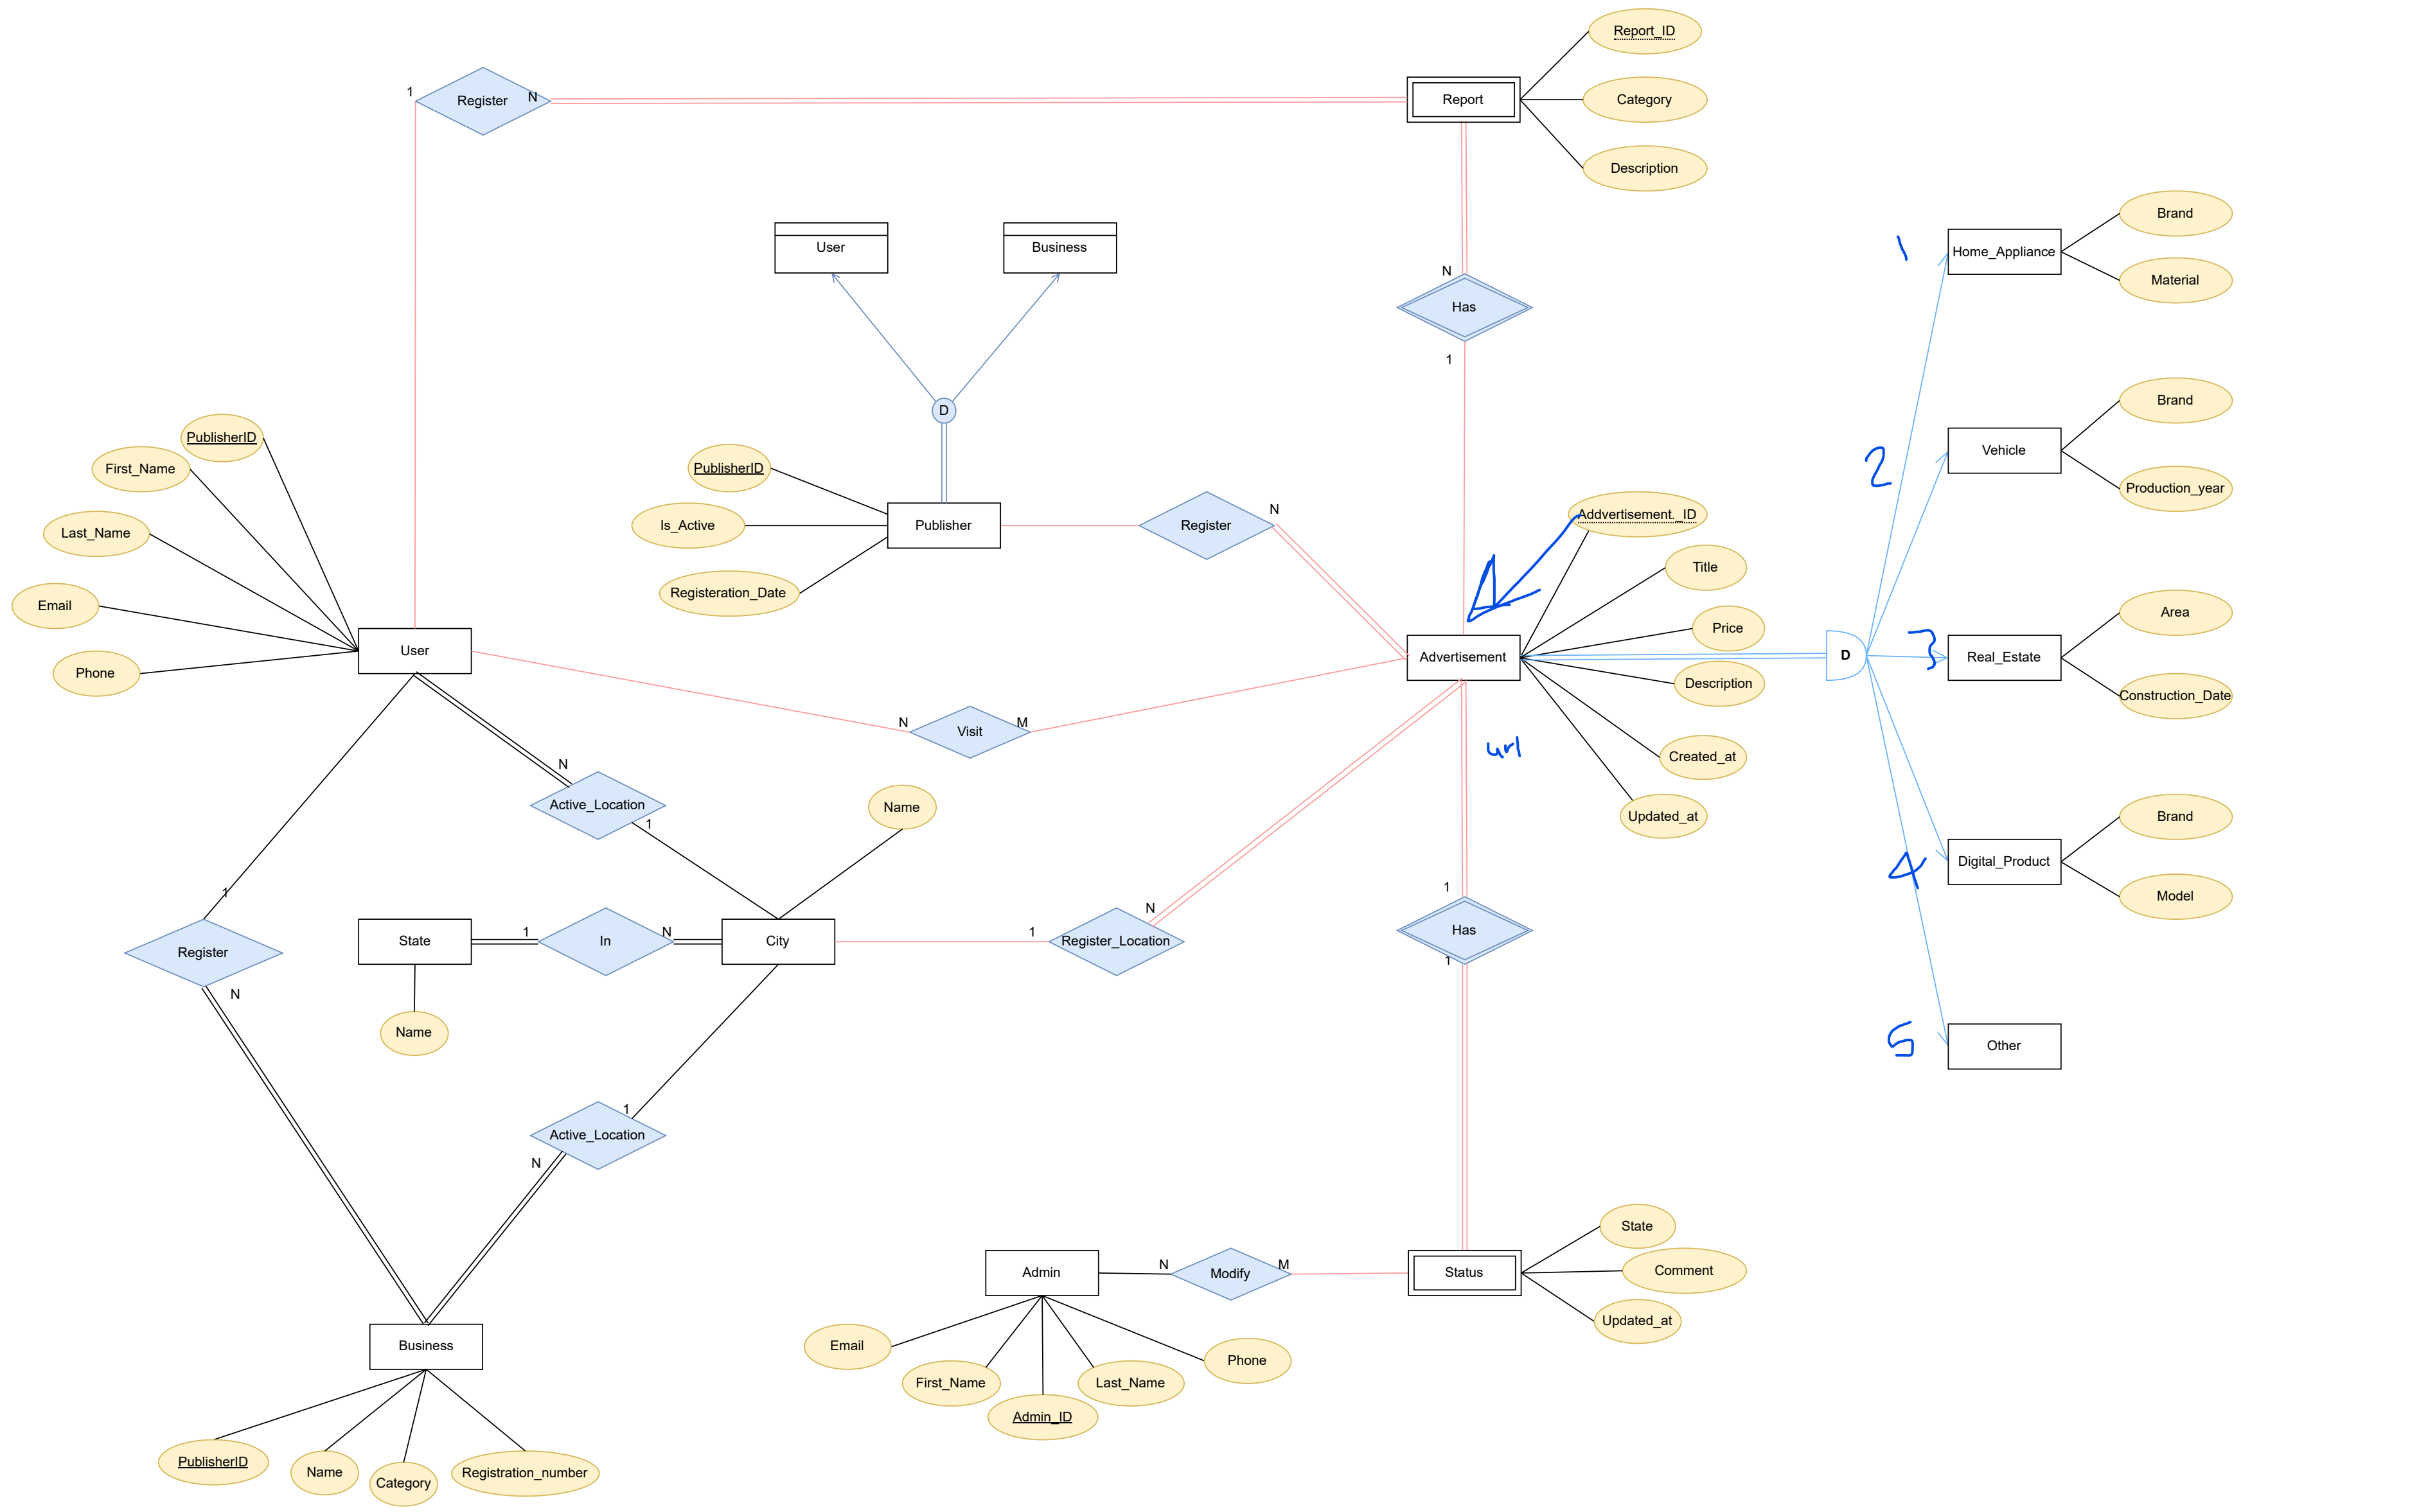 Report_ID
1
Register
N
Report
Category
Description
User
Business
N
Has
1
1
Home_Appliance
Brand
Material
D
Brand
Vehicle
Production_year
2
PublisherID
First_Name
Last_Name
Email
Phone
User
PublisherID
Is_Active
Registeration_Date
Publisher
Register
N
Addvertisement._ID
Title
Price
Advertisement
Description
Created_at
Updated_at
D
3
Real_Estate
Area
Construction_Date
N
Visit
M
url
N
Active_Location
1
Name
Brand
Digital_Product
Model
4
1
Register
N
State
1
In
N
City
1
Register_Location
N
1
Has
1
Name
5
Other
1
Active_Location
N
Admin
N
Modify
M
Status
State
Comment
Updated_at
Business
Email
First_Name
Admin_ID
Last_Name
Phone
PublisherID
Name
Category
Registration_number